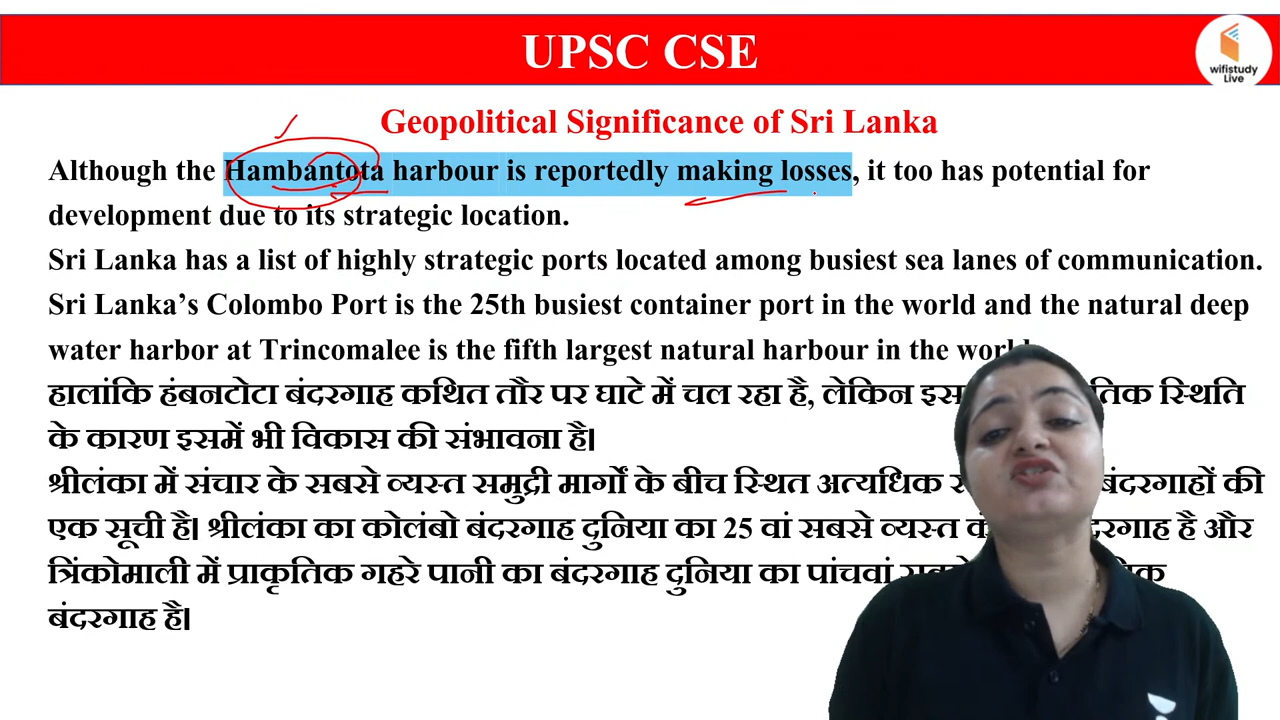 UPSC CSE
wifistudy
Live
Geopolitical Significance of Sri Lanka
Although the Hambantota harbour is reportedly making losses, it too has potential for
development due to its strategic location.
Sri Lanka has a list of highly strategic ports located among busiest sea lanes of communication.
Sri Lanka's Colombo Port is the 25th busiest container port in the world and the natural deep
water harbor at Trincomalee is the fifth largest natural harbour in the
हालांकि हंबनटोटा बंदरगाह कथित तौर पर घाटे में चल रहा है, लेकिन स्थिति
के कारण इसमें भी विकास की संभावना है।
श्रीलंका में संचार के सबसे व्यस्त समुद्री मार्गों के बीच स्थित अत्यधिक बंदरगाहों की
एक सूची है। श्रीलंका का कोलंबो बंदरगाह दुनिया का 25 वां सबसे व्यस्त है और
त्रिंकोमाली में प्राकृतिक गहरे पानी का बंदरगाह दुनिया का पांचवां
बंदरगाह है।